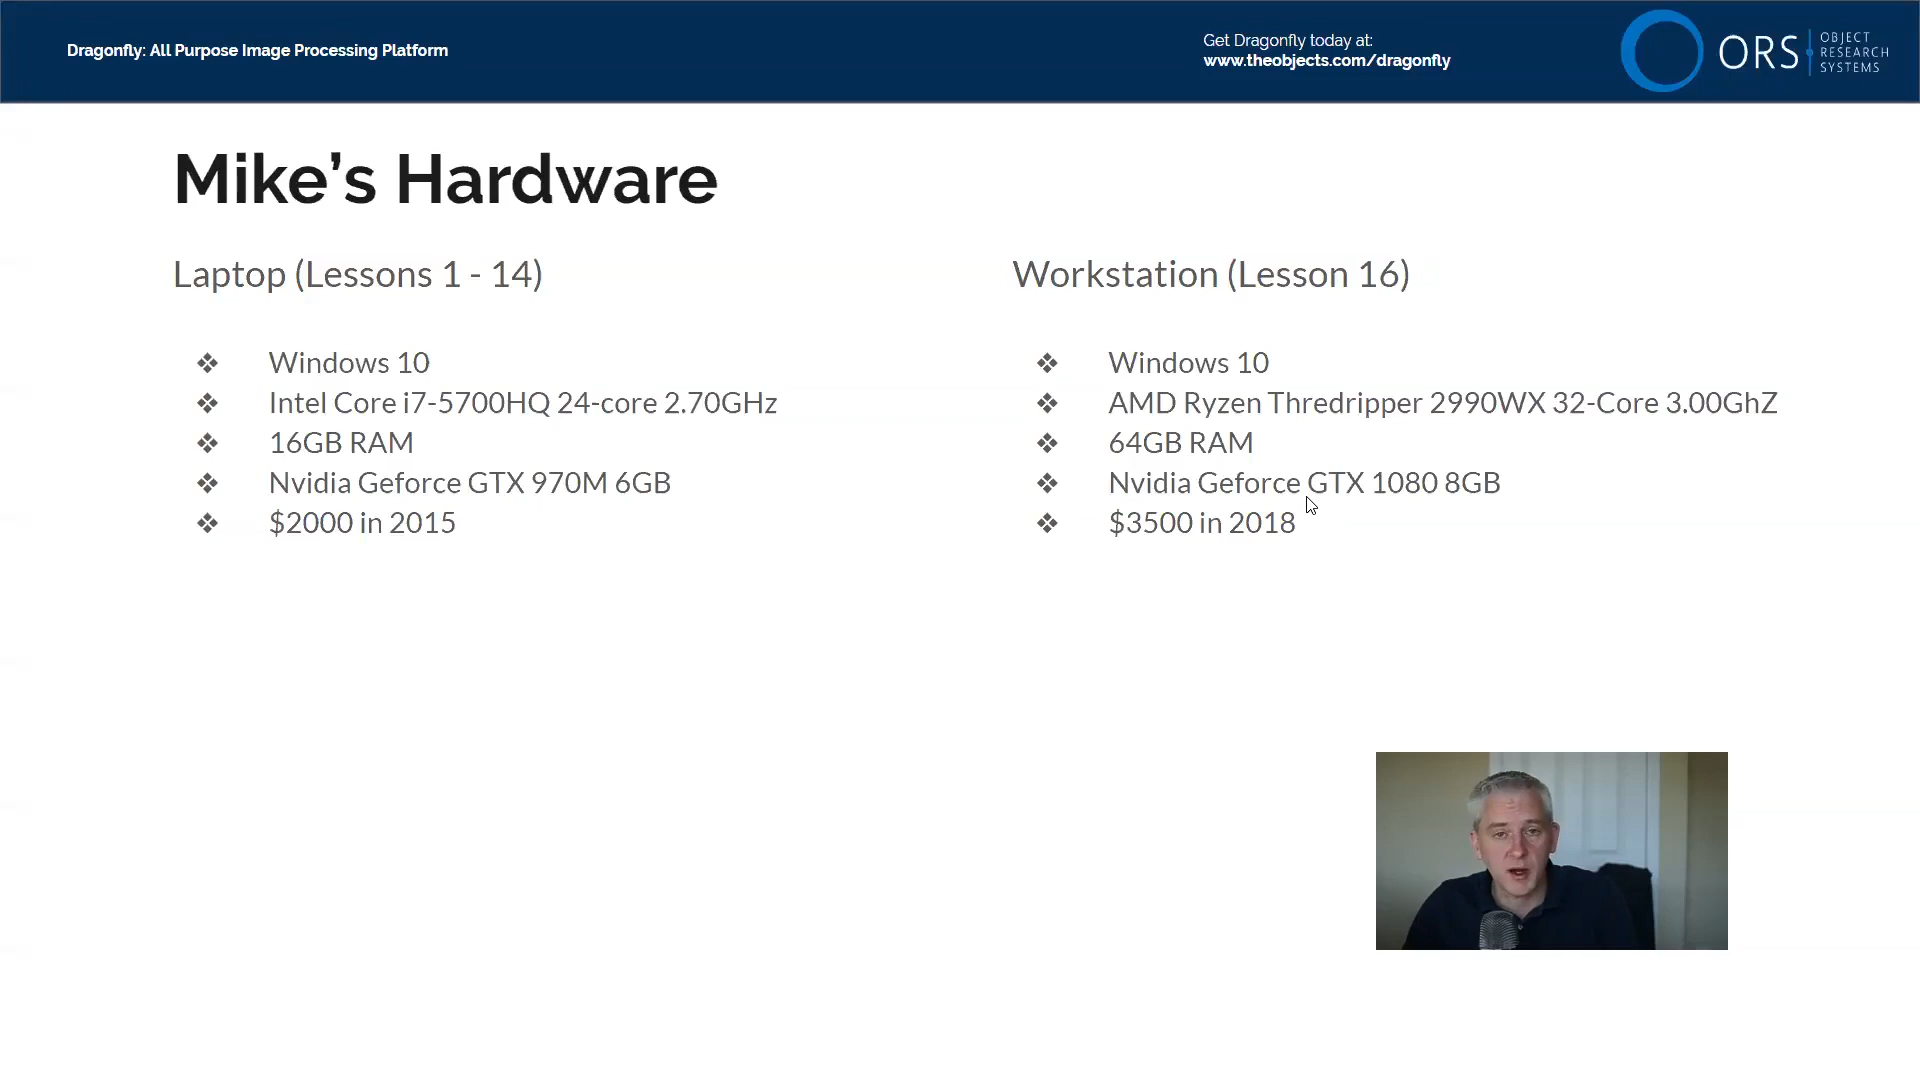 Dragonfly: All Purpose Image Processing Platform
Get Dragonfly today at:
www.theobjects.com/dragonfly
ORS
OBJECT
RESEARCH
SYSTEMS
Mike’s Hardware
Laptop (Lessons 1 - 14)
Windows 10
Intel Core i7-5700HQ 24-core 2.70GHz
16GB RAM
Nvidia Geforce GTX 970M 6GB
$2000 in 2015
Workstation (Lesson 16)
Windows 10
AMD Ryzen Thredripper 2990WX 32-Core 3.00GhZ
64GB RAM
Nvidia Geforce GTX 1080 8GB
$3500 in 2018